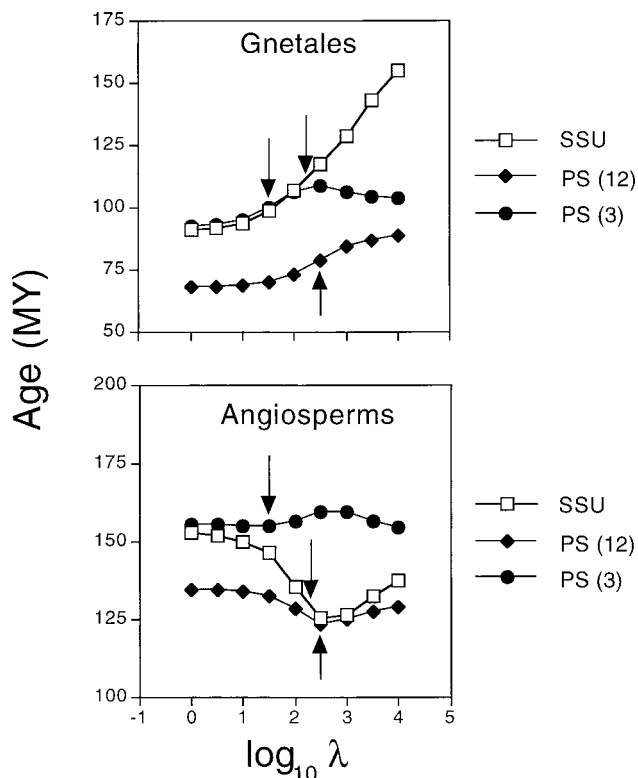 Gnetales
175
150
125
100
75
50
SSU
PS (12)
PS (3)
Age (MY)
Angiosperms
200
175
150
125
100
SSU
PS (12)
PS (3)
-1 0 1 2 3 4 5
log10 λ